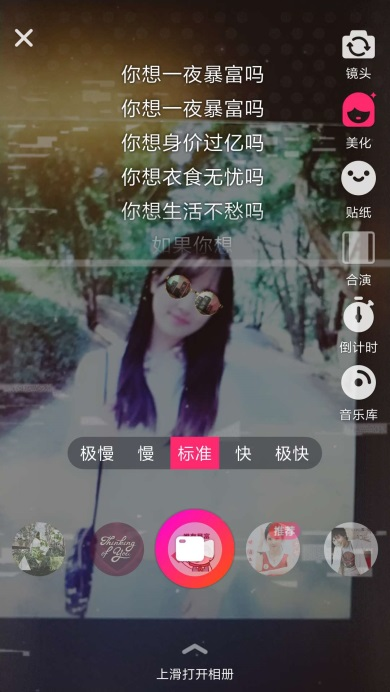 你想一夜暴富吗
你想一夜暴富吗
你想身价过亿吗
你想衣食无忧吗
你想生活不愁吗
如果你想
镜头
美化
贴纸
合演
倒计时
音乐库
极慢
慢
标准
快
极快
Thinking
of You
推荐
上滑打开相册